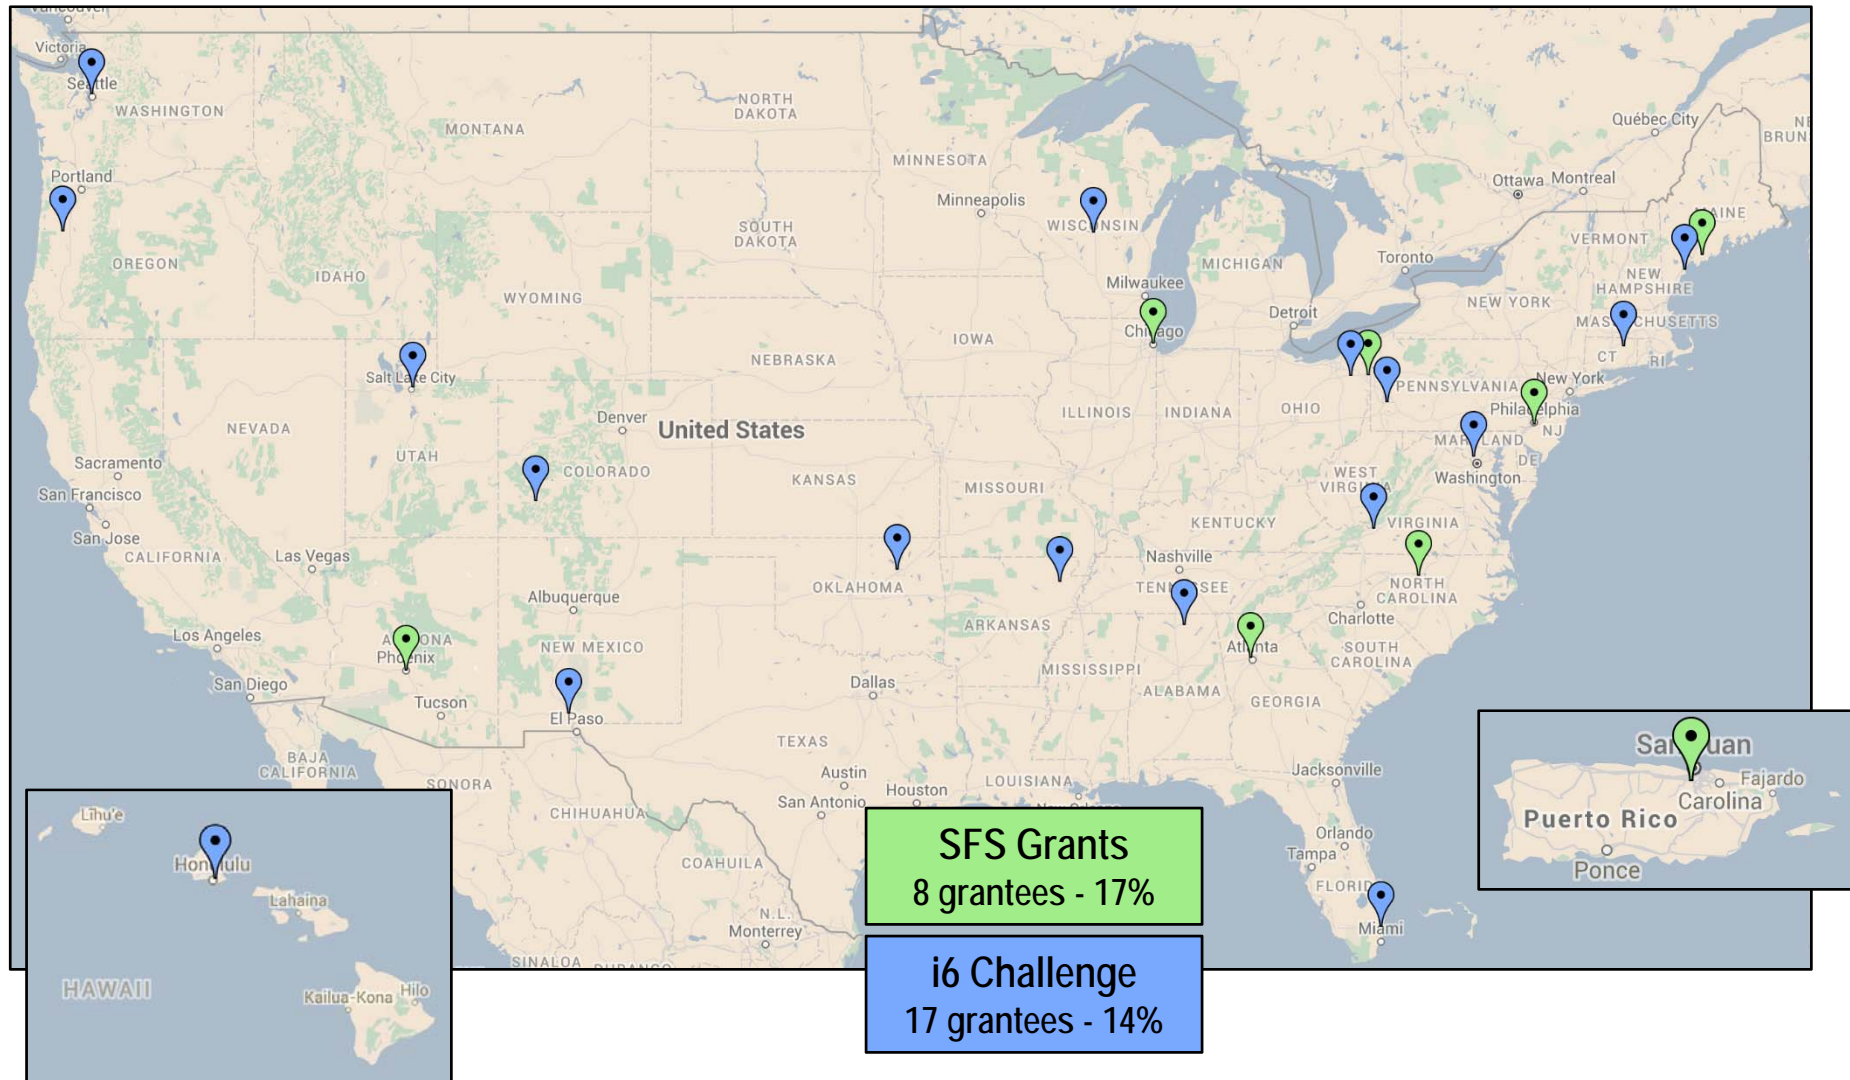 Vancouver
Victoria
Seattle
WASHINGTON
MONTANA
NORTH
DAKOTA
MINNESOTA
Québec City
BRUN
Portland
Minneapolis
WISCONSIN
Ottawa
Montreal
MAINE
SOUTH
DAKOTA
OREGON
IDAHO
MICHIGAN
Toronto
VERMONT
NEW
HAMPSHIRE
WYOMING
Milwaukee
Detroit
NEW YORK
MASSACHUSETTS
Chicago
IOWA
NEBRASKA
CT
RI
Salt Lake City
PENNSYLVANIA
New York
ILLINOIS
INDIANA
OHIO
Philadelphia
NJ
NEVADA
Denver
United States
MARYLAND
DE
UTAH
COLORADO
KANSAS
MISSOURI
WEST
VIRGINIA
Washington
Sacramento
San Francisco
San Jose
KENTUCKY
VIRGINIA
CALIFORNIA
Las Vegas
Nashville
OKLAHOMA
TENNESSEE
NORTH
CAROLINA
Albuquerque
Charlotte
ARKANSAS
Los Angeles
ARIZONA
Phoenix
NEW MEXICO
Atlanta
SOUTH
CAROLINA
MISSISSIPPI
San Diego
Dallas
ALABAMA
Tucson
GEORGIA
El Paso
TEXAS
BAJA
CALIFORNIA
SONORA
Austin
LOUISIANA
Jacksonville
Houston
San Antonio
New Orleans
CHIHUAHUA
Orlando
Tampa
COAHUILA
FLORIDA
N.L.
Monterrey
Miami
SINALOA
DURANGO
San Juan
Fajardo
Carolina
Puerto Rico
Ponce
Lihu'e
Honolulu
Lahaina
HAWAII
Kailua-Kona
Hilo
SFS Grants
8 grantees - 17%
i6 Challenge
17 grantees - 14%